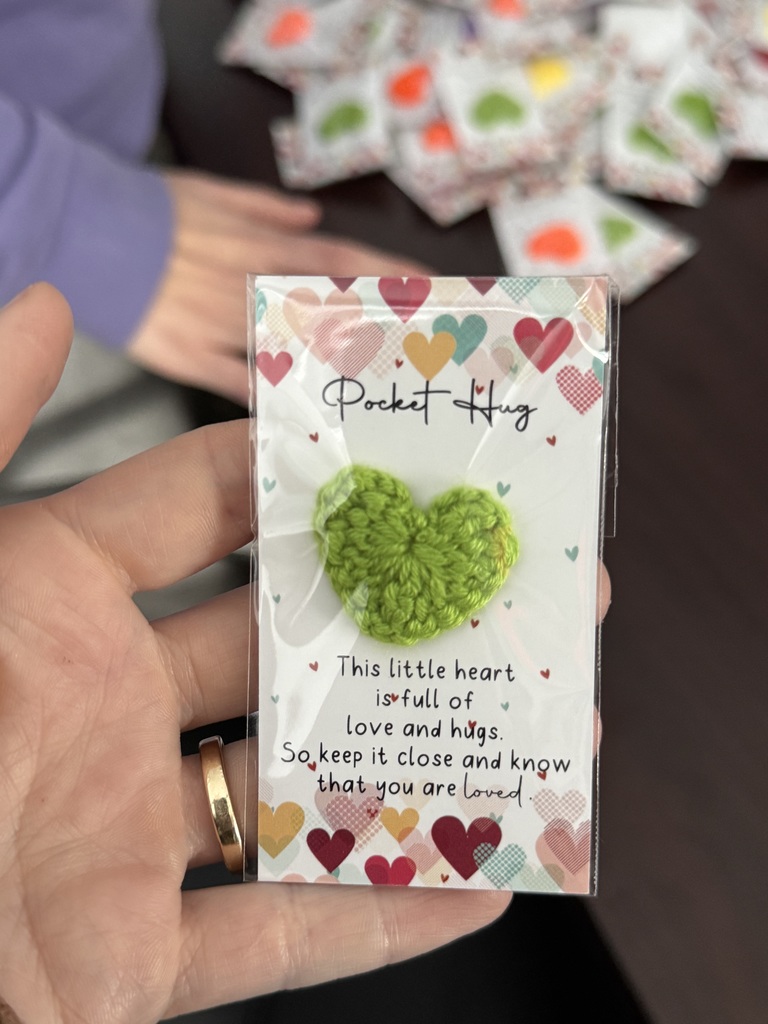 Pocket Hug
This little heart
is full of
love and hugs.
So keep it close and know
that you are loved.